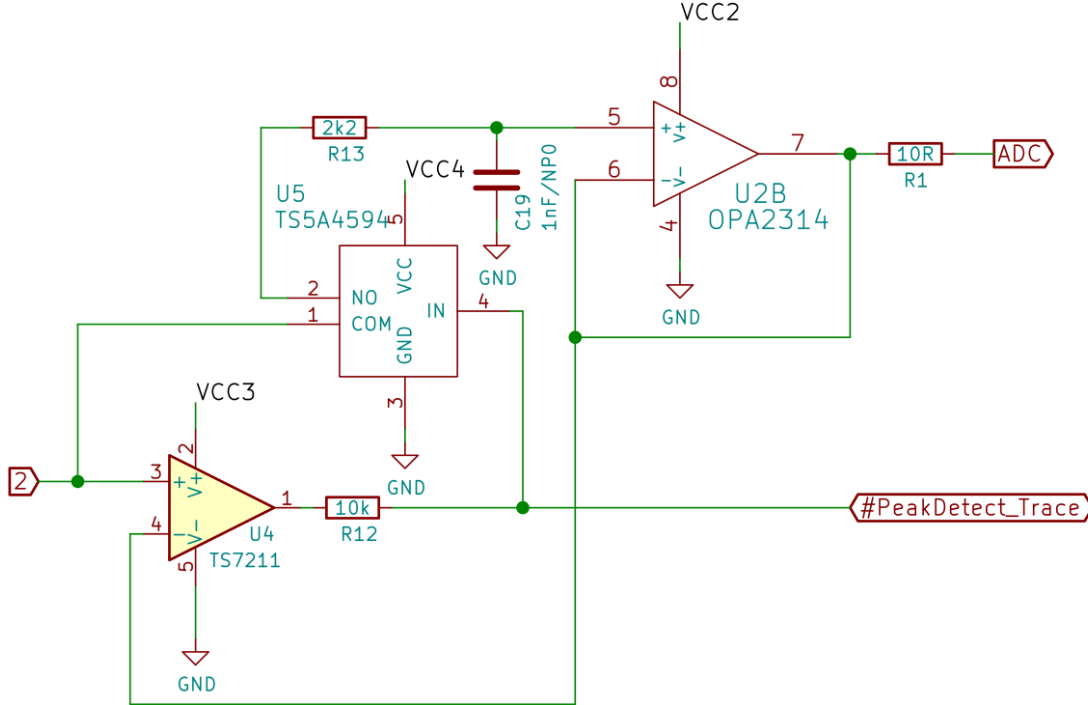 VCC2
8
2k2
R13
5
+
V+
7
10R
R1
ADC
6
−
V-
4
U2B
OPA2314
GND
C19
1nF/NP0
GND
VCC4
U5
TS5A4594
5
VCC
2
NO
1
COM
IN
4
GND
3
GND
VCC3
2
2
3
+
V+
1
10k
R12
#PeakDetect_Trace
4
−
V-
U4
TS7211
5
GND